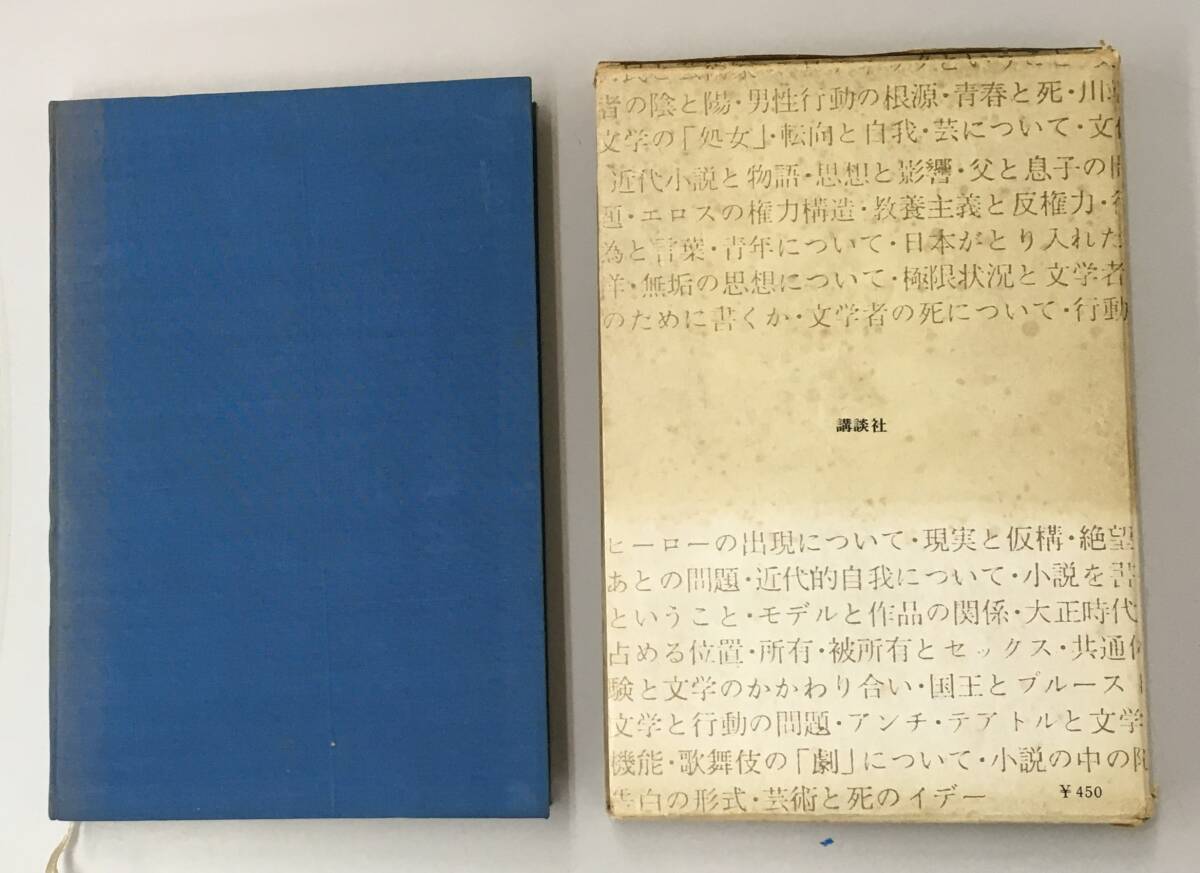 者の陰と陽・男性行動の根源・青春と死・川
文学の「処女」・転向と自我・芸について・文
近代小説と物語・思想と影響・父と息子の
題・エロスの権力構造・教養主義と反権力・
為と言葉・青年について・日本がとり入れた
洋・無垢の思想について・極限状況と文学者
のために書くか・文学者の死について・行動
講談社
ヒーローの出現について・現実と仮構・絶望
あとの問題・近代的自我について・小説を書
ということ・モデルと作品の関係・大正時代
占める位置・所有・被所有とセックス・共通
験と文学のかかわり合い・国王とプルースト
文学と行動の問題・アンチ・テアトルと文学
機能・歌舞伎の「劇」について・小説の中の
告白の形式・芸術と死のイデー
￥450